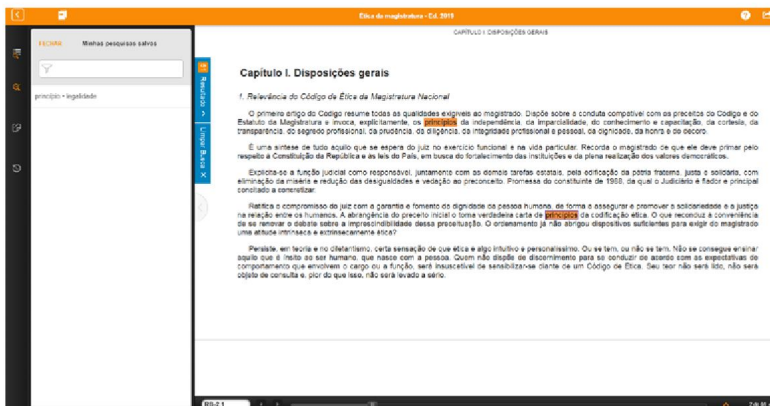 Ética da magistratura - Ed. 2019
CAPÍTULO I. DISPOSIÇÕES GERAIS
FECHAR Minhas pesquisas salvas
princípio + legalidade
Resultado
Limpar Busca X
Capítulo I. Disposições gerais
1. Relevância do Código de Ética da Magistratura Nacional
O primeiro artigo do Código resume todas as qualidades exigíveis ao magistrado. Dispõe sobre a conduta compatível com os preceitos do Código e do
Estatuto da Magistratura e invoca, explicitamente, os princípios da independência, da imparcialidade, do conhecimento e capacitação, da cortesia, da
transparência, do segredo profissional, da prudência, da diligência, da integridade profissional e pessoal, da dignidade, da honra e do decoro.
É uma síntese de tudo aquilo que se espera do juiz no exercício funcional e na vida particular. Recorda o magistrado de que ele deve primar pelo
respeito à Constituição da República e às leis do País, em busca do fortalecimento das instituições e da plena realização dos valores democráticos.
Explicita-se a função judicial como responsável, juntamente com as demais tarefas estatais, pela edificação da pátria fraterna, justa e solidária, com
eliminação da miséria e redução das desigualdades e vedação ao preconceito. Promessa do constituinte de 1988, da qual o Judiciário é fiador e principal
concitado a concretizar.
Ratifica o compromisso do juiz com a garantia e fomento da dignidade da pessoa humana, de forma a assegurar e promover a solidariedade e a justiça
na relação entre os humanos. A abrangência do preceito inicial o torna verdadeira carta de princípios da codificação ética. O que reconduz à conveniência
de se renovar o debate sobre a imprescindibilidade dessa preceituação. O ordenamento já não abrigou dispositivos suficientes para exigir do magistrado
uma atitude intrínseca e extrinsecamente ética?
Persiste, em teoria e no diletantismo, certa sensação de que ética é algo intuitivo e personalíssimo. Ou se tem, ou não se tem. Não se consegue ensinar
aquilo que é ínsito ao ser humano, que nasce com a pessoa. Quem não dispõe de discernimento para se conduzir de acordo com as expectativas de
comportamento que envolvem o cargo ou a função, será insuscetível de sensibilizar-se diante de um Código de Ética. Seu teor não será lido, não será
objeto de consulta e, pior do que isso, não será levado a sério.
RB-2.1